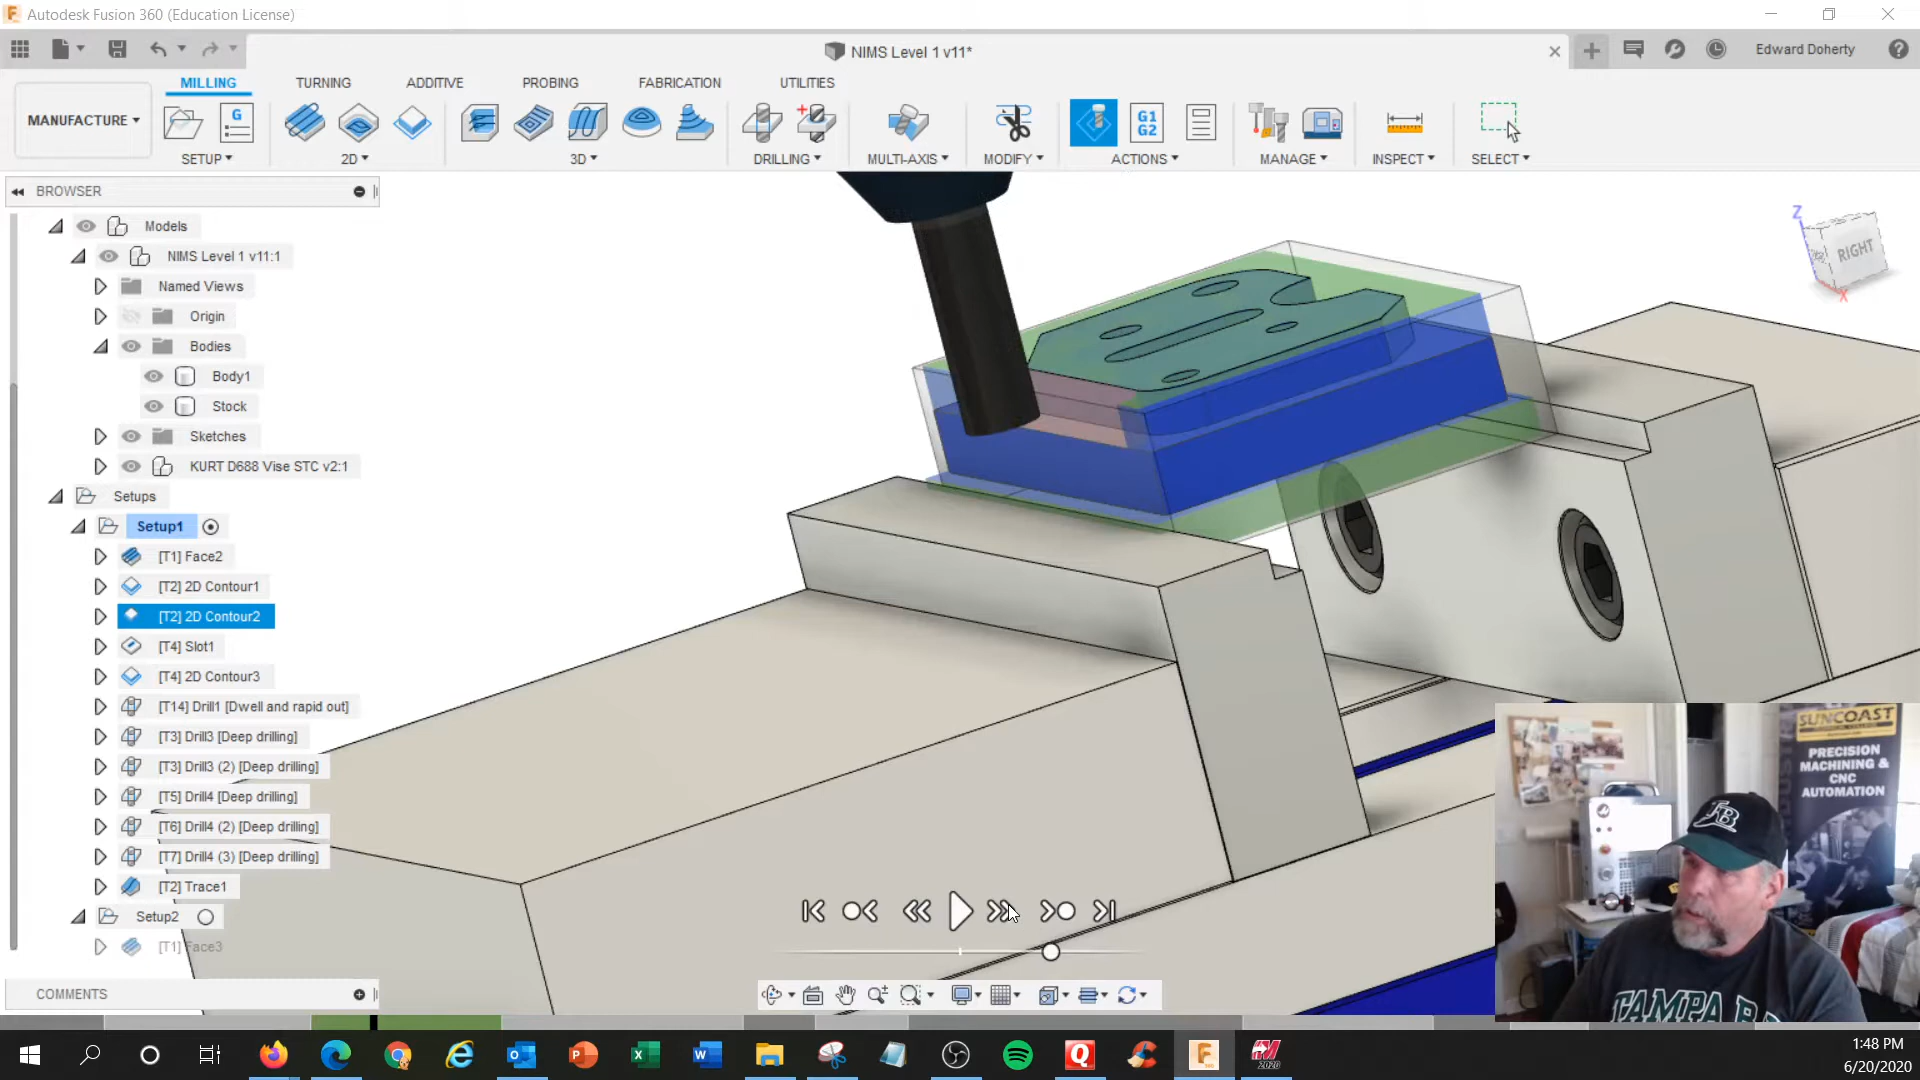 Autodesk Fusion 360 (Education License)
NIMS Level 1 v11*
Edward Doherty
MILLING
TURNING
ADDITIVE
PROBING
FABRICATION
UTILITIES
MANUFACTURE
G
G1
G2
SETUP
2D
3D
DRILLING
MULTI-AXIS
MODIFY
ACTIONS
MANAGE
INSPECT
SELECT
BROWSER
Models
NIMS Level 1 v11:1
Named Views
Origin
Bodies
Body1
Stock
Sketches
KURT D688 Vise STC v2:1
Setups
Setup1
[T1] Face2
[T2] 2D Contour1
[T2] 2D Contour2
[T4] Slot1
[T4] 2D Contour3
[T14] Drill1 [Dwell and rapid out]
[T3] Drill3 [Deep drilling]
[T3] Drill3 (2) [Deep drilling]
[T5] Drill4 [Deep drilling]
[T6] Drill4 (2) [Deep drilling]
[T7] Drill4 (3) [Deep drilling]
[T2] Trace1
Setup2
[T1] Face3
COMMENTS
Z
RIGHT
X
SUNCOAST
PRECISION
MACHINING &
CNC
AUTOMATION
TB
TAMPA B
1:48 PM
6/20/2020